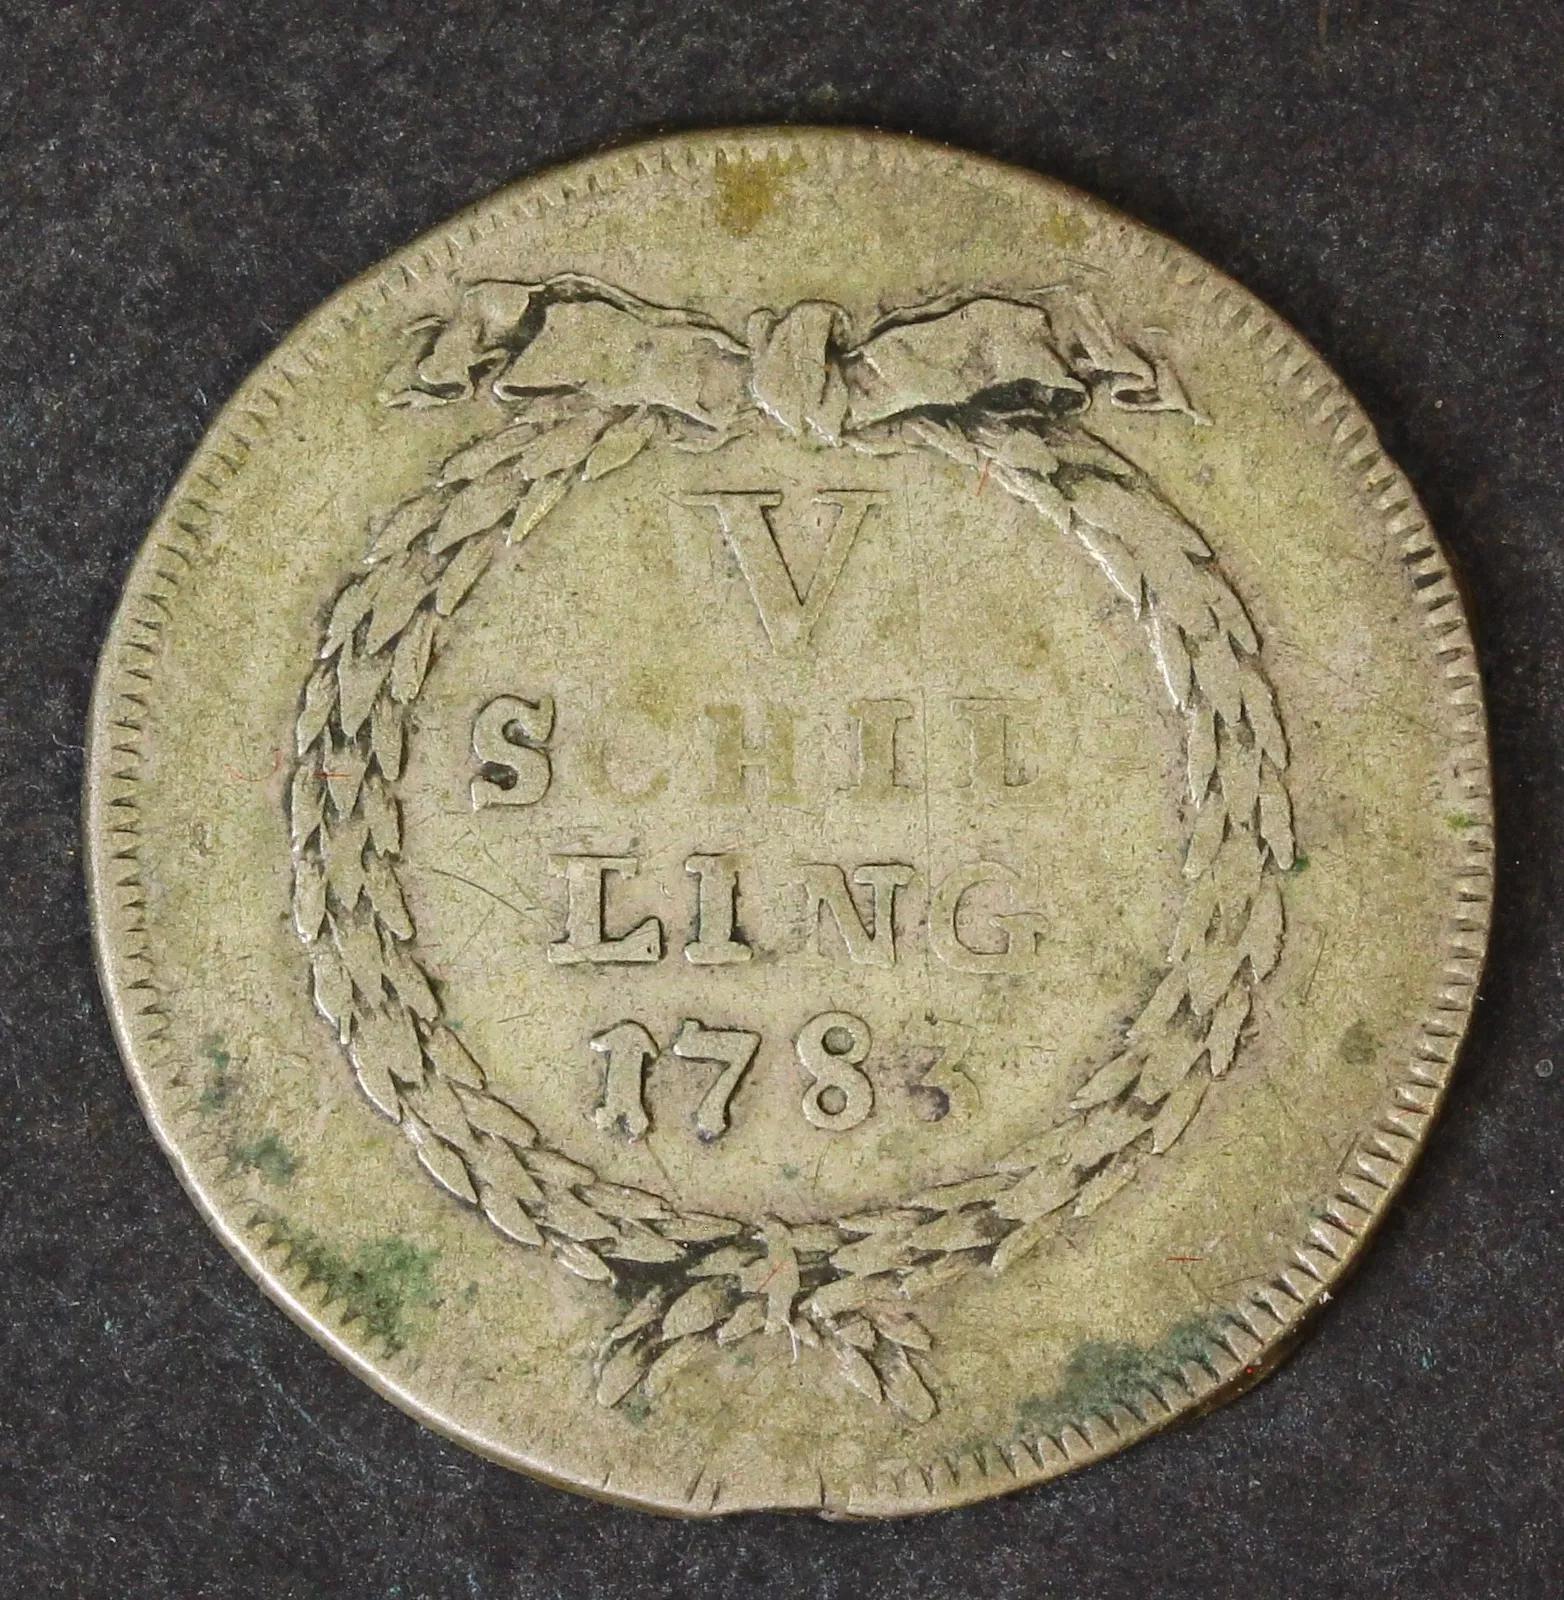 V
SCHIL=
LING
1783